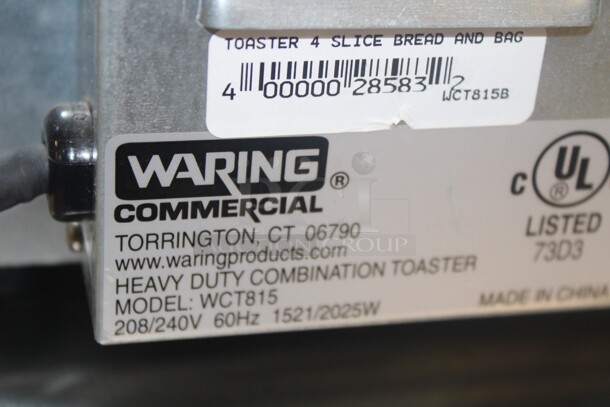 TOASTER 4 SLICE BREAD AND BAG
4 00000 28583 2
WCT815B
WARING ®
COMMERCIAL
TORRINGTON, CT 06790
www.waringproducts.com
HEAVY DUTY COMBINATION TOASTER
MODEL: WCT815
208/240V 60Hz 1521/2025W
C UL ®
LISTED
73D3
MADE IN CHINA